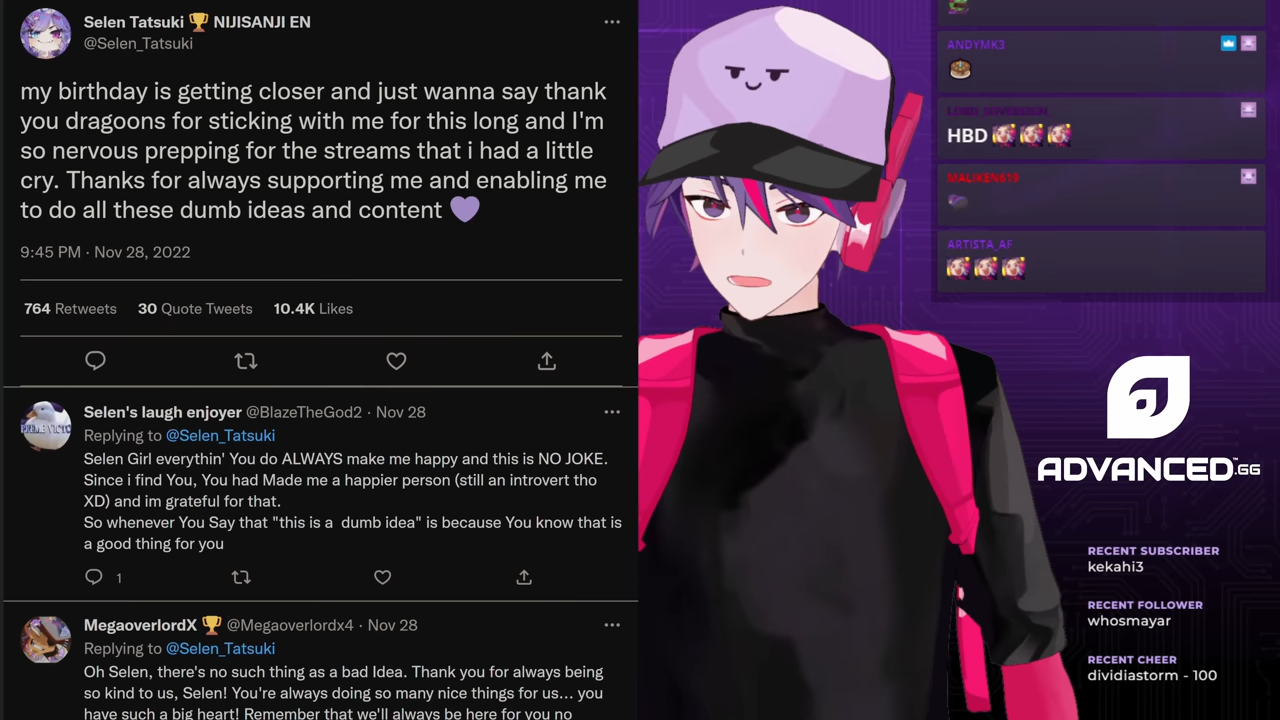 Selen Tatsuki 🏆 NIJISANJI EN
@Selen_Tatsuki
my birthday is getting closer and just wanna say thank
you dragoons for sticking with me for this long and I'm
so nervous prepping for the streams that i had a little
cry. Thanks for always supporting me and enabling me
to do all these dumb ideas and content 💜
9:45 PM · Nov 28, 2022
764 Retweets 30 Quote Tweets 10.4K Likes
Selen's laugh enjoyer @BlazeTheGod2 · Nov 28
Replying to @Selen_Tatsuki
Selen Girl everythin' You do ALWAYS make me happy and this is NO JOKE.
Since i find You, You had Made me a happier person (still an introvert tho
XD) and im grateful for that.
So whenever You Say that "this is a dumb idea" is because You know that is
a good thing for you
1
MegaoverlordX 🏆 @Megaoverlordx4 · Nov 28
Replying to @Selen_Tatsuki
Oh Selen, there's no such thing as a bad Idea. Thank you for always being
so kind to us, Selen! You're always doing so many nice things for us... you
have such a big heart! Remember that we'll always be here for you no
ANDYMK3
HBD
MALIKEN619
ARTISTA_AF
ADVANCED™.GG
RECENT SUBSCRIBER
kekahi3
RECENT FOLLOWER
whosmayar
RECENT CHEER
dividiastorm - 100